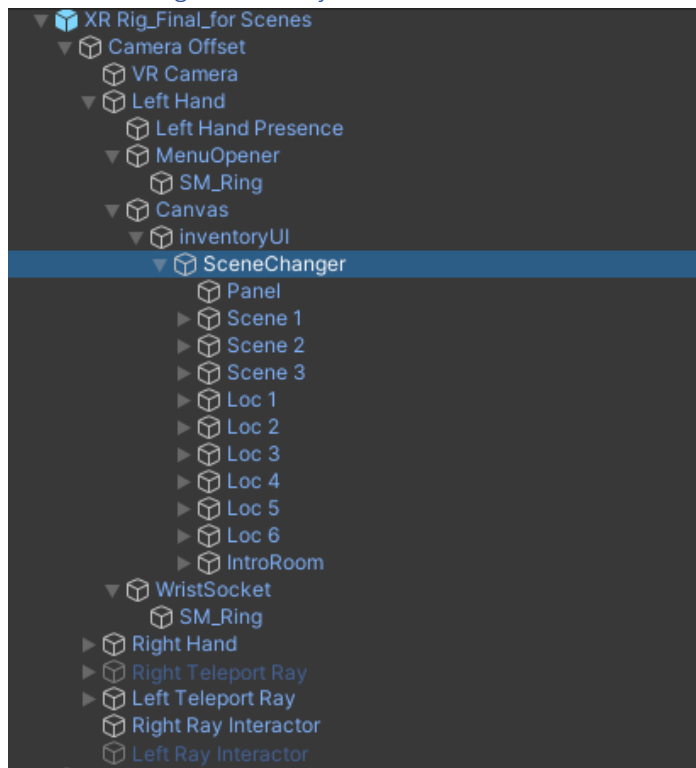 XR Rig_Final_for Scenes
Camera Offset
VR Camera
Left Hand
Left Hand Presence
MenuOpener
SM_Ring
Canvas
inventoryUI
SceneChanger
Panel
Scene 1
Scene 2
Scene 3
Loc 1
Loc 2
Loc 3
Loc 4
Loc 5
Loc 6
IntroRoom
WristSocket
SM_Ring
Right Hand
Right Teleport Ray
Left Teleport Ray
Right Ray Interactor
Left Ray Interactor